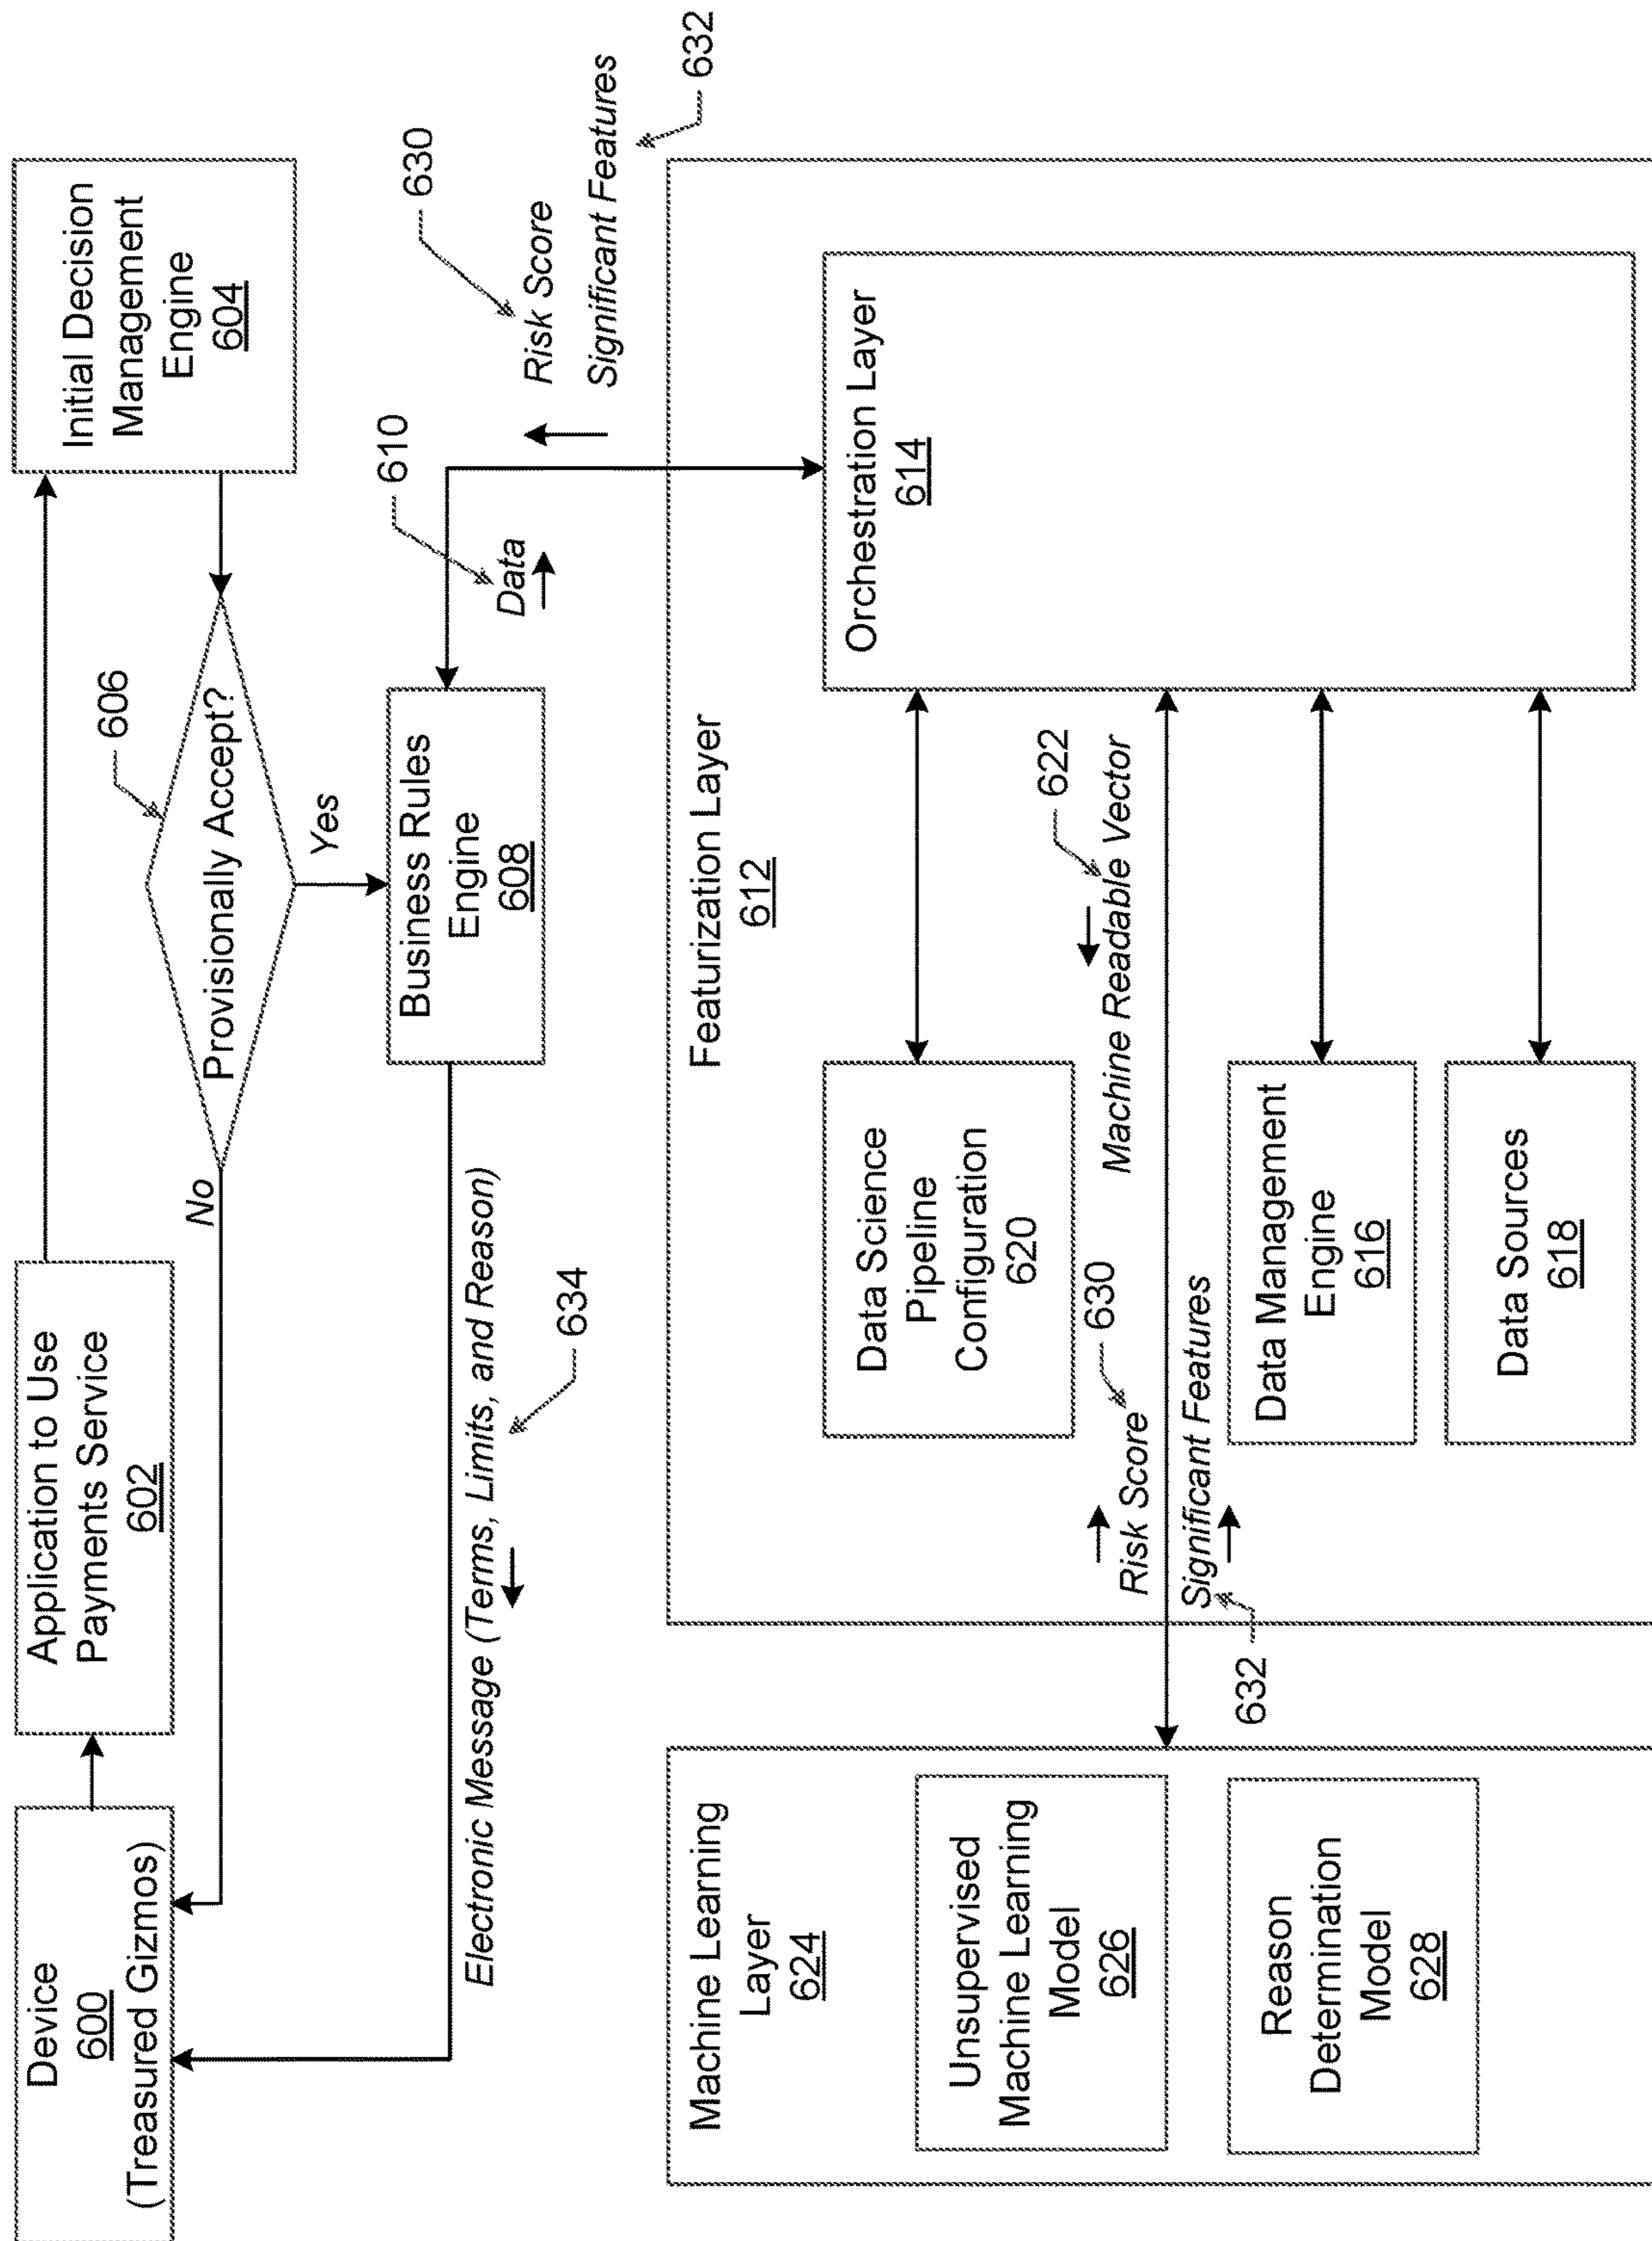 Device
600
(Treasured Gizmos)
Application to Use
Payments Service
602
Initial Decision
Management
Engine
604
606
Provisionally Accept?
No
Yes
Business Rules
Engine
608
610
Data
630
Risk Score
Significant Features
632
Electronic Message (Terms, Limits, and Reason)
634
Machine Learning
Layer
624
Unsupervised
Machine Learning
Model
626
Reason
Determination
Model
628
Featurization Layer
612
Orchestration Layer
614
Data Science
Pipeline
Configuration
620
622
Machine Readable Vector
630
Risk Score
Significant Features
632
Data Management
Engine
616
Data Sources
618